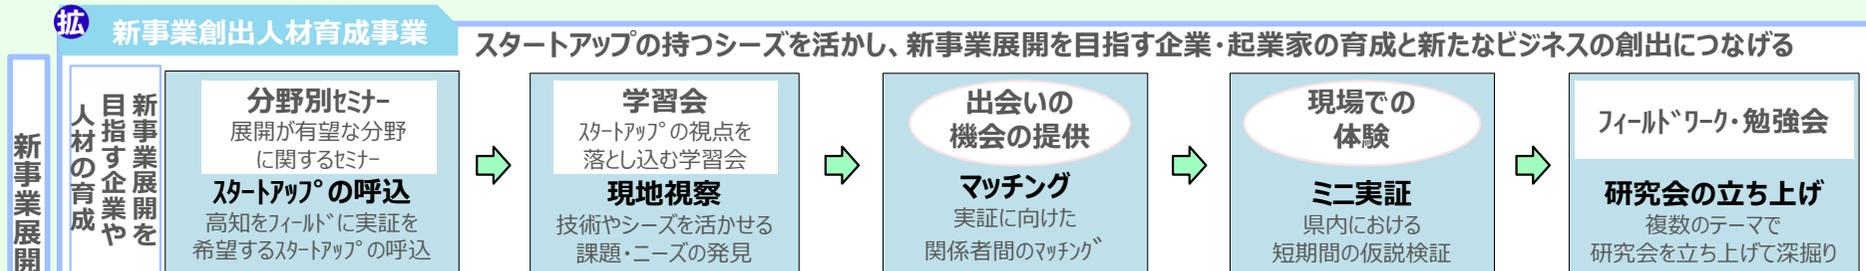 拡
新事業創出人材育成事業
スタートアップの持つシーズを活かし、新事業展開を目指す企業・起業家の育成と新たなビジネスの創出につなげる
新事業展開
新事業展開を
目指す企業や
人材の育成
分野別ｾﾐﾅｰ
展開が有望な分野
に関するｾﾐﾅｰ
ｽﾀｰﾄｱｯﾌﾟの呼込
高知をﾌｨｰﾙﾄﾞに実証を
希望するｽﾀｰﾄｱｯﾌﾟの呼込
学習会
ｽﾀｰﾄｱｯﾌﾟの視点を
落とし込む学習会
現地視察
技術やシーズを活かせる
課題・ニーズの発見
出会いの
機会の提供
マッチング
実証に向けた
関係者間のﾏｯﾁﾝｸﾞ
現場での
体験
ミニ実証
県内における
短期間の仮説検証
ﾌｨｰﾙﾄﾞﾜｰｸ・勉強会
研究会の立ち上げ
複数のテーマで
研究会を立ち上げて深掘り